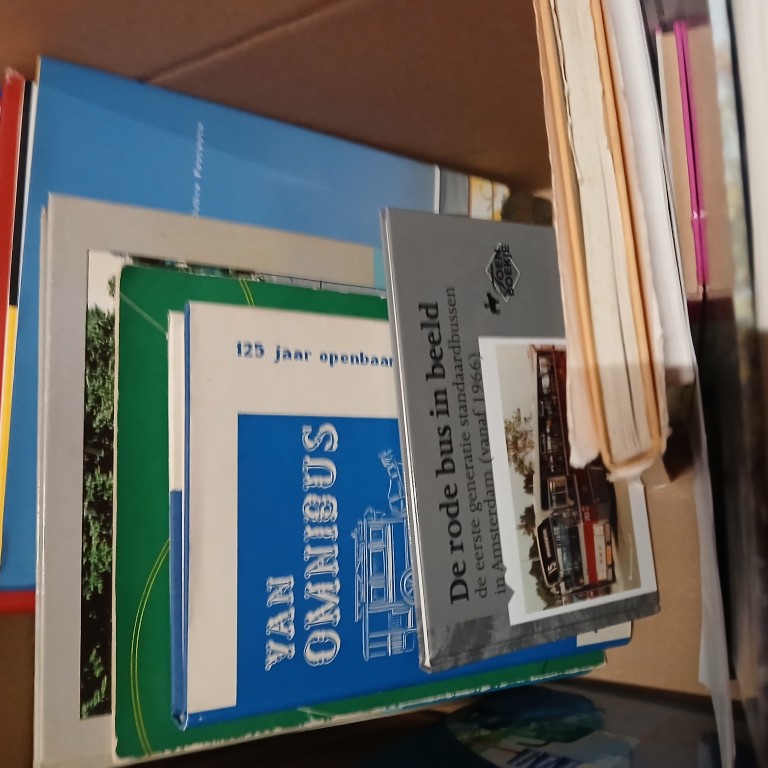 De rode bus in beeld
de eerste generatie standaardbussen
in Amsterdam (vanaf 1966)
125 jaar openbaar
VAN
OMNIBUS